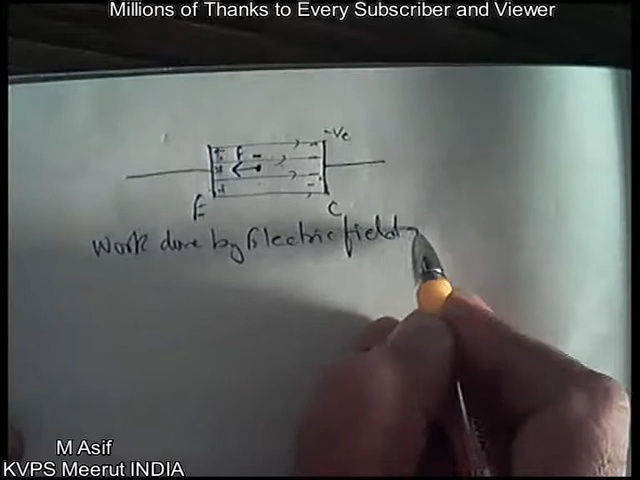 Millions of Thanks to Every Subscriber and Viewer
-Ve
F -
E C
Work done by Electric field
M Asif
KVPS Meerut INDIA